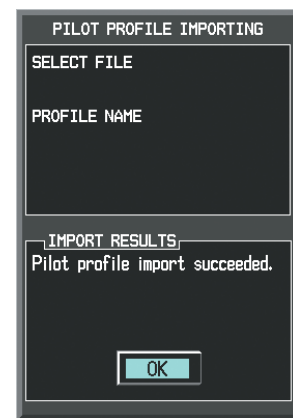 PILOT PROFILE IMPORTING
SELECT FILE
PROFILE NAME
IMPORT RESULTS
Pilot profile import succeeded.
OK